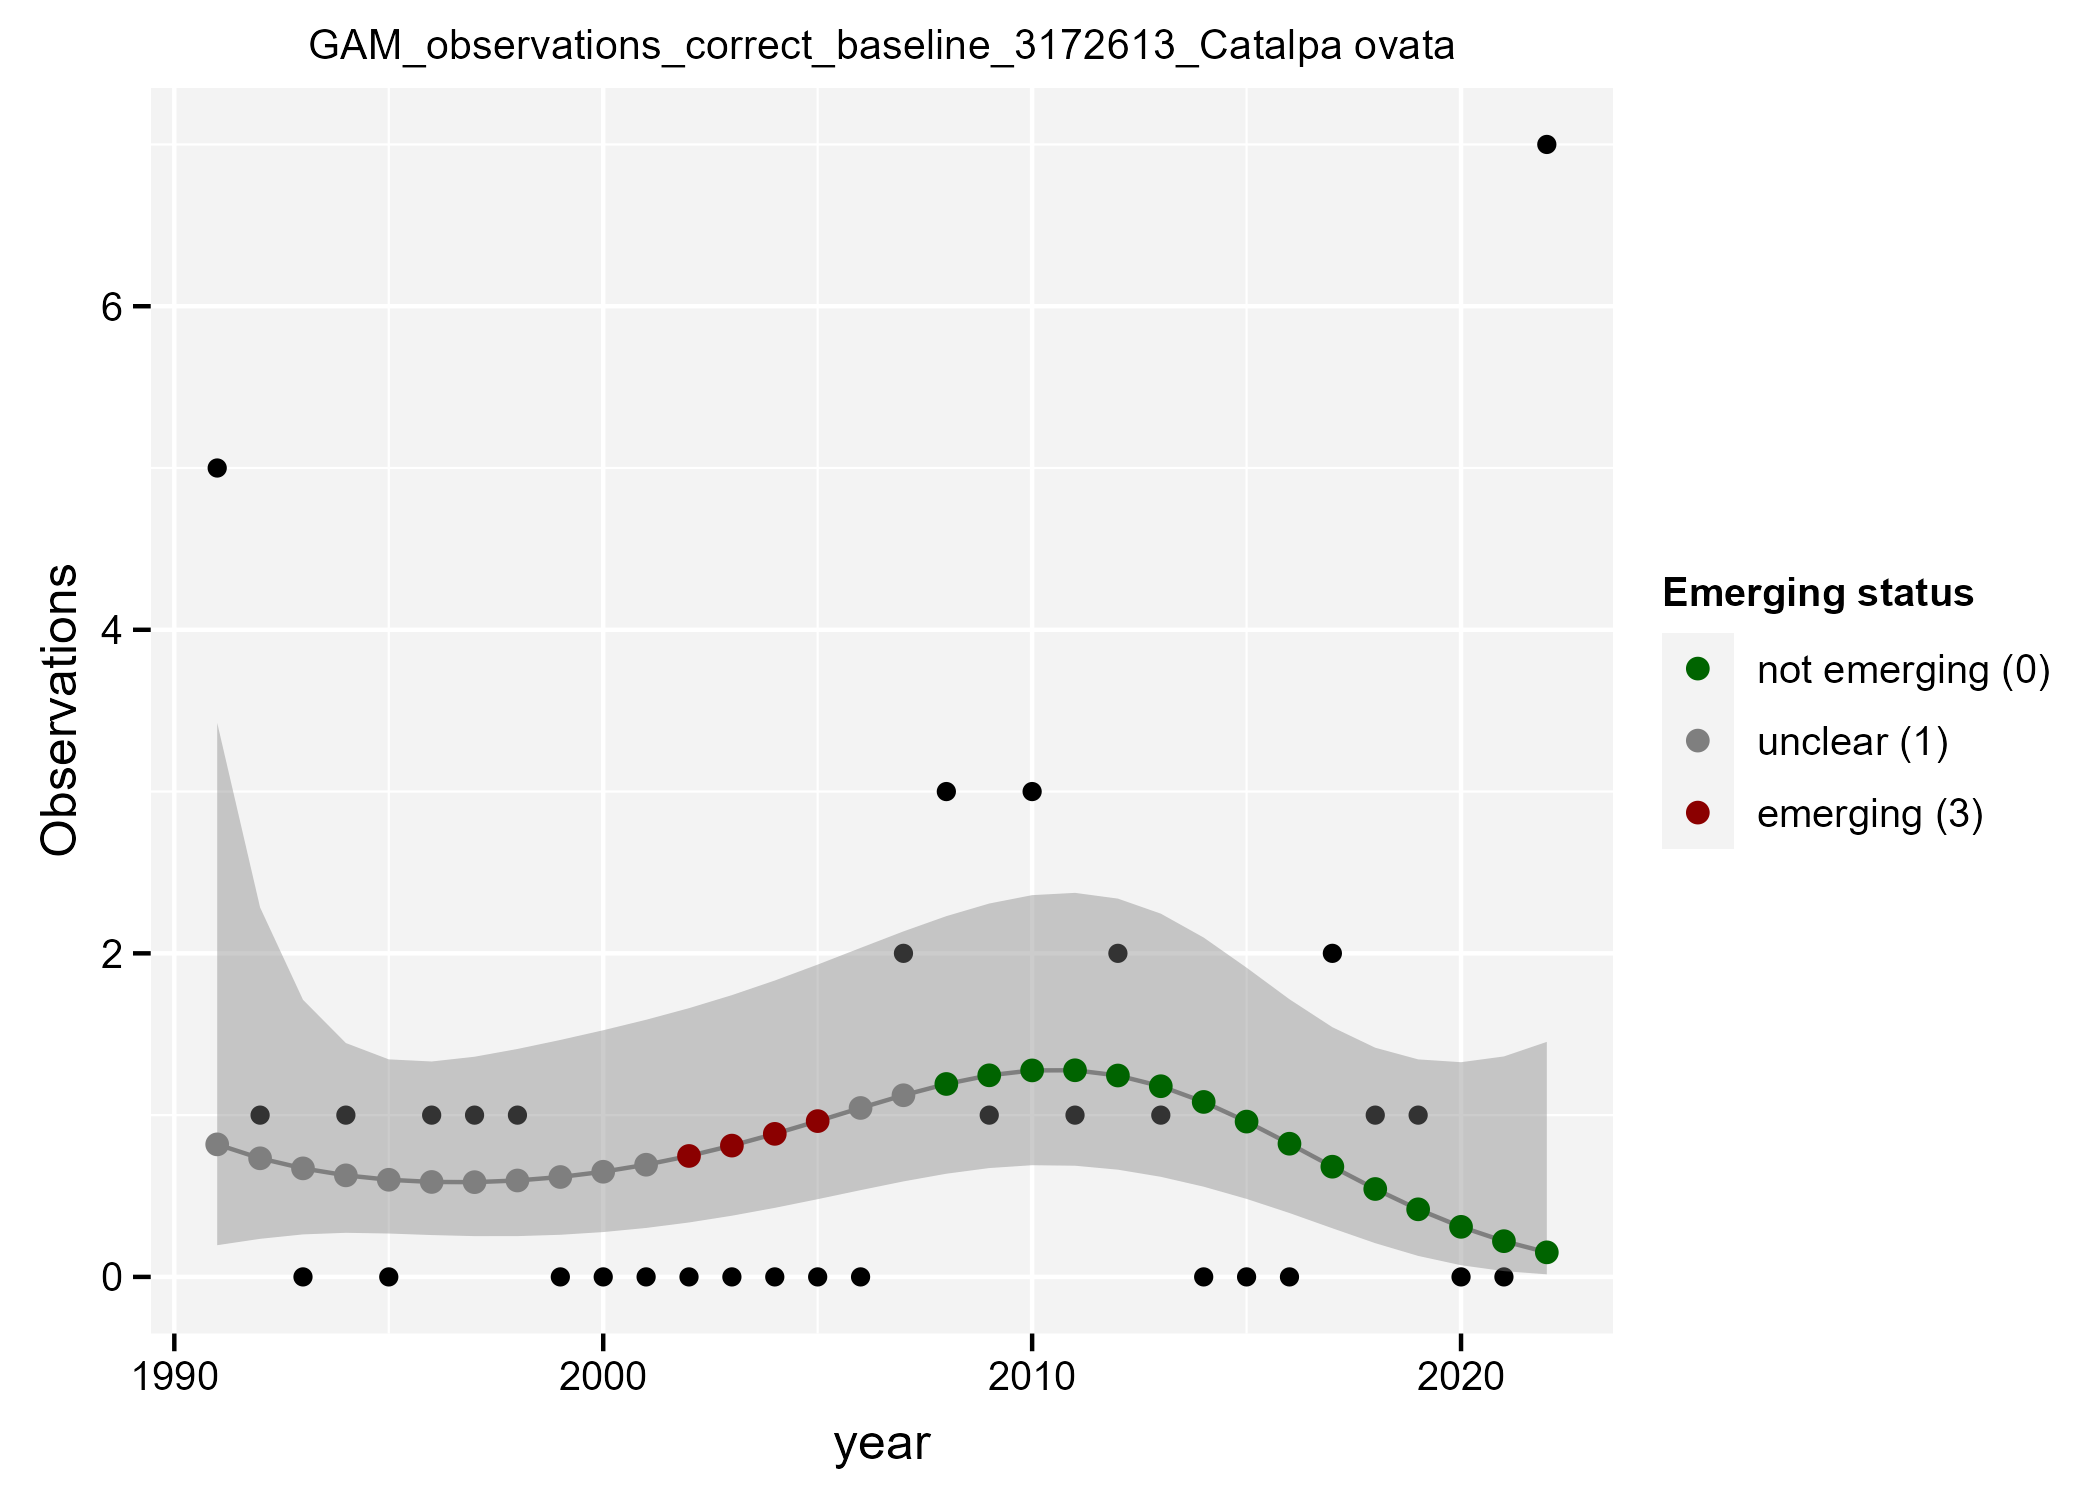 GAM_observations_correct_baseline_3172613_Catalpa ovata
Observations
6
4
2
0
1990
2000
2010
2020
year
Emerging status
not emerging (0)
unclear (1)
emerging (3)